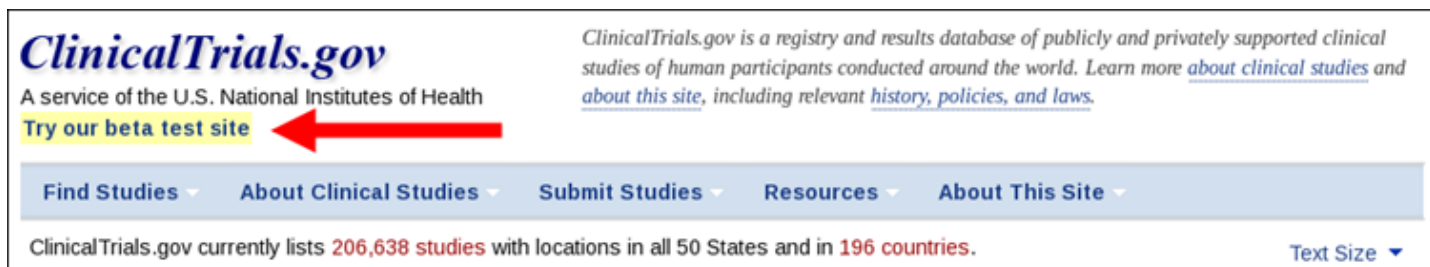 ClinicalTrials.gov
A service of the U.S. National Institutes of Health
Try our beta test site
ClinicalTrials.gov is a registry and results database of publicly and privately supported clinical
studies of human participants conducted around the world. Learn more about clinical studies and
about this site, including relevant history, policies, and laws.
Find Studies About Clinical Studies Submit Studies Resources About This Site
ClinicalTrials.gov currently lists 206,638 studies with locations in all 50 States and in 196 countries.
Text Size